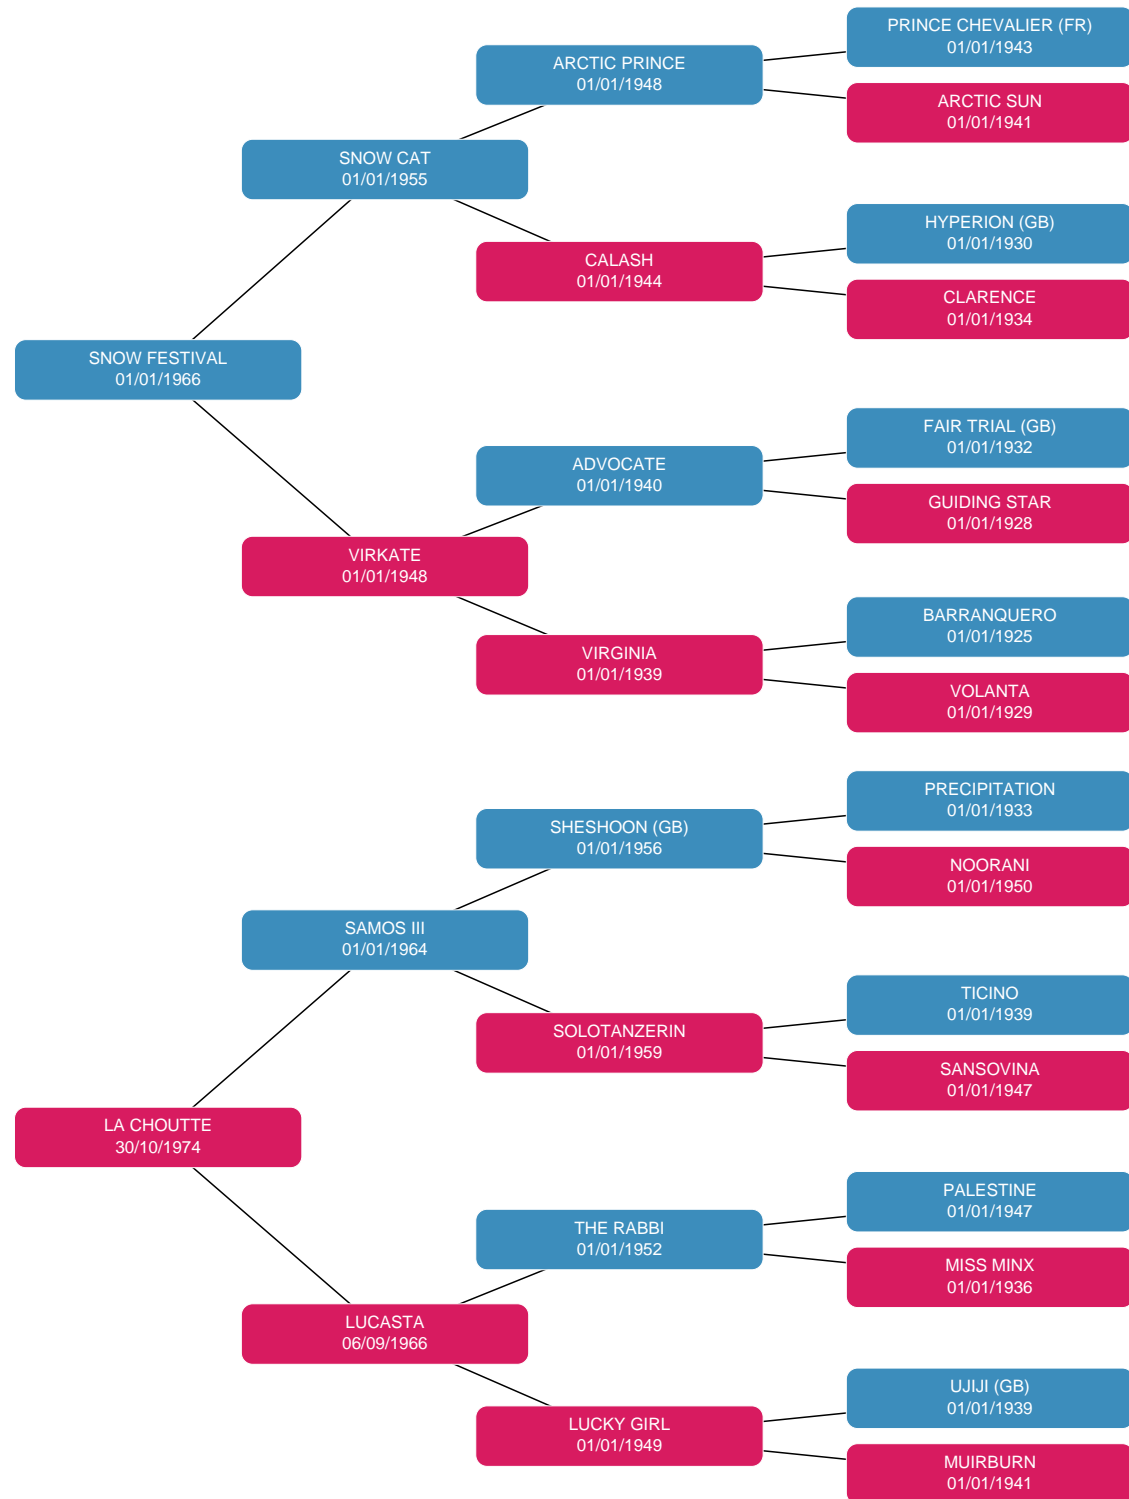 PRINCE CHEVALIER (FR)
01/01/1943
ARCTIC PRINCE
01/01/1948
ARCTIC SUN
01/01/1941
SNOW CAT
01/01/1955
HYPERION (GB)
01/01/1930
CALASH
01/01/1944
CLARENCE
01/01/1934
SNOW FESTIVAL
01/01/1966
FAIR TRIAL (GB)
01/01/1932
ADVOCATE
01/01/1940
GUIDING STAR
01/01/1928
VIRKATE
01/01/1948
BARRANQUERO
01/01/1925
VIRGINIA
01/01/1939
VOLANTA
01/01/1929
PRECIPITATION
01/01/1933
SHESHOON (GB)
01/01/1956
NOORANI
01/01/1950
SAMOS III
01/01/1964
TICINO
01/01/1939
SOLOTANZERIN
01/01/1959
SANSOVINA
01/01/1947
LA CHOUTTE
30/10/1974
PALESTINE
01/01/1947
THE RABBI
01/01/1952
MISS MINX
01/01/1936
LUCASTA
06/09/1966
UJIJI (GB)
01/01/1939
LUCKY GIRL
01/01/1949
MUIRBURN
01/01/1941